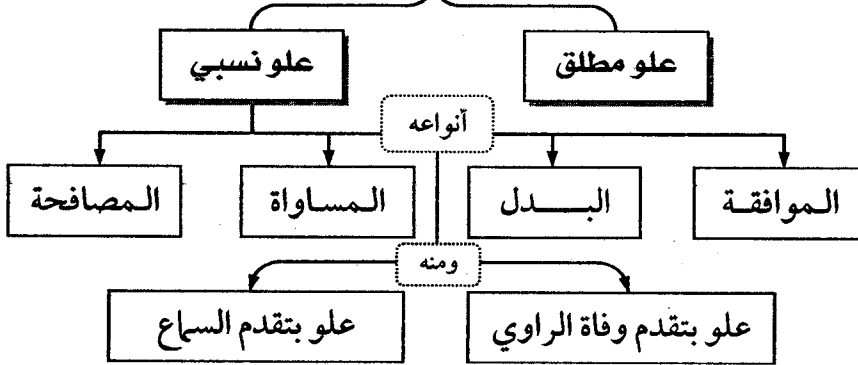 علو مطلق
علو نسبي
أنواعه
الموافقة
البدل
المساواة
المصافحة
ومنه
علو بتقدم وفاة الراوي
علو بتقدم السماع